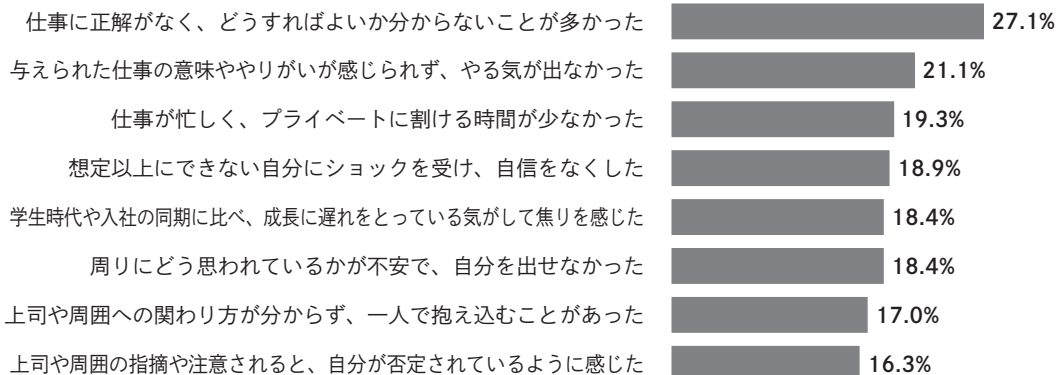 仕事に正解がなく、どうすればよいか分からないことが多かった 27.1%
与えられた仕事の意味ややりがいが感じられず、やる気が出なかった 21.1%
仕事が忙しく、プライベートに割ける時間が少なかった 19.3%
想定以上にできない自分にショックを受け、自信をなくした 18.9%
学生時代や入社の同期に比べ、成長に遅れをとっている気がして焦りを感じた 18.4%
周りにどう思われているかが不安で、自分を出せなかった 18.4%
上司や周囲への関わり方が分からず、一人で抱え込むことがあった 17.0%
上司や周囲の指摘や注意されると、自分が否定されているように感じた 16.3%